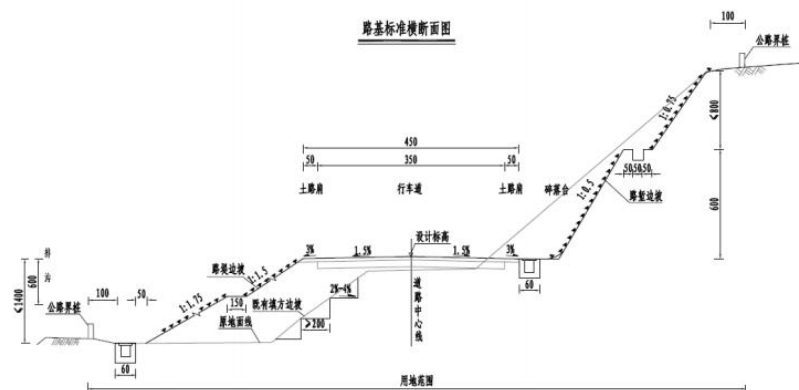 路基标准横断面图
100
公路界桩
1:0.75
≤800
450
50 350 50
土路肩 行车道 土路肩 碎落台
50 50 50
1:0.5
路堑边坡
600
设计标高
3% 1.5% 1.5% 3%
排水沟
路堤边坡
1:1.5
≤1400
600
100 50
1:1.75
150
2%-4%
既有填方边坡
≥200
道路中心线
60
公路界桩
原地面线
60
用地范围